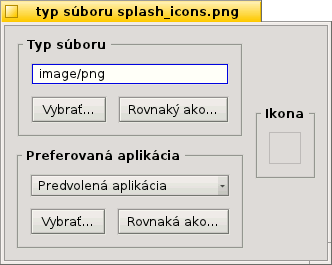 typ súboru splash_icons.png
Typ súboru
image/png
Vybrať...
Rovnaký ako...
Ikona
Preferovaná aplikácia
Predvolená aplikácia
Vybrať...
Rovnaká ako...